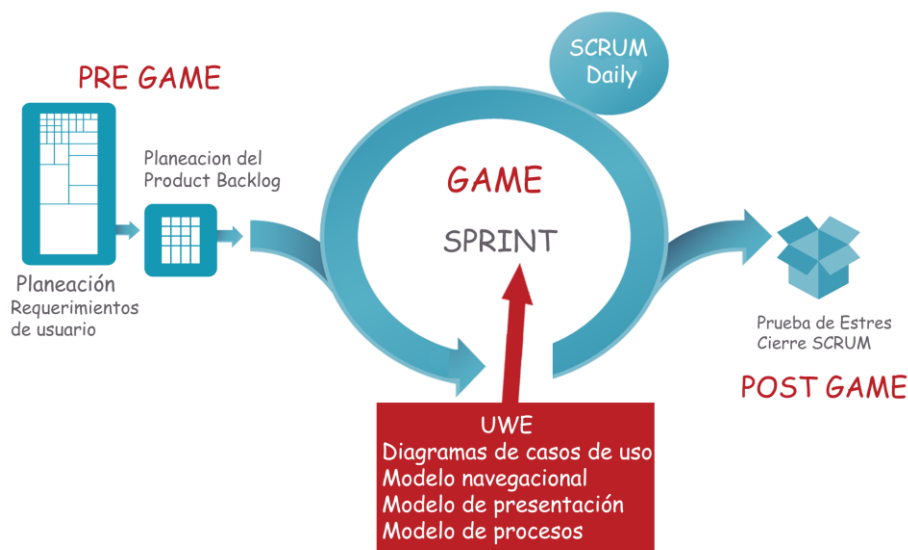 PRE GAME
Planeación
Requerimientos
de usuario
Planeacion del
Product Backlog
SCRUM
Daily
GAME
SPRINT
UWE
Diagramas de casos de uso
Modelo navegacional
Modelo de presentación
Modelo de procesos
Prueba de Estres
Cierre SCRUM
POST GAME